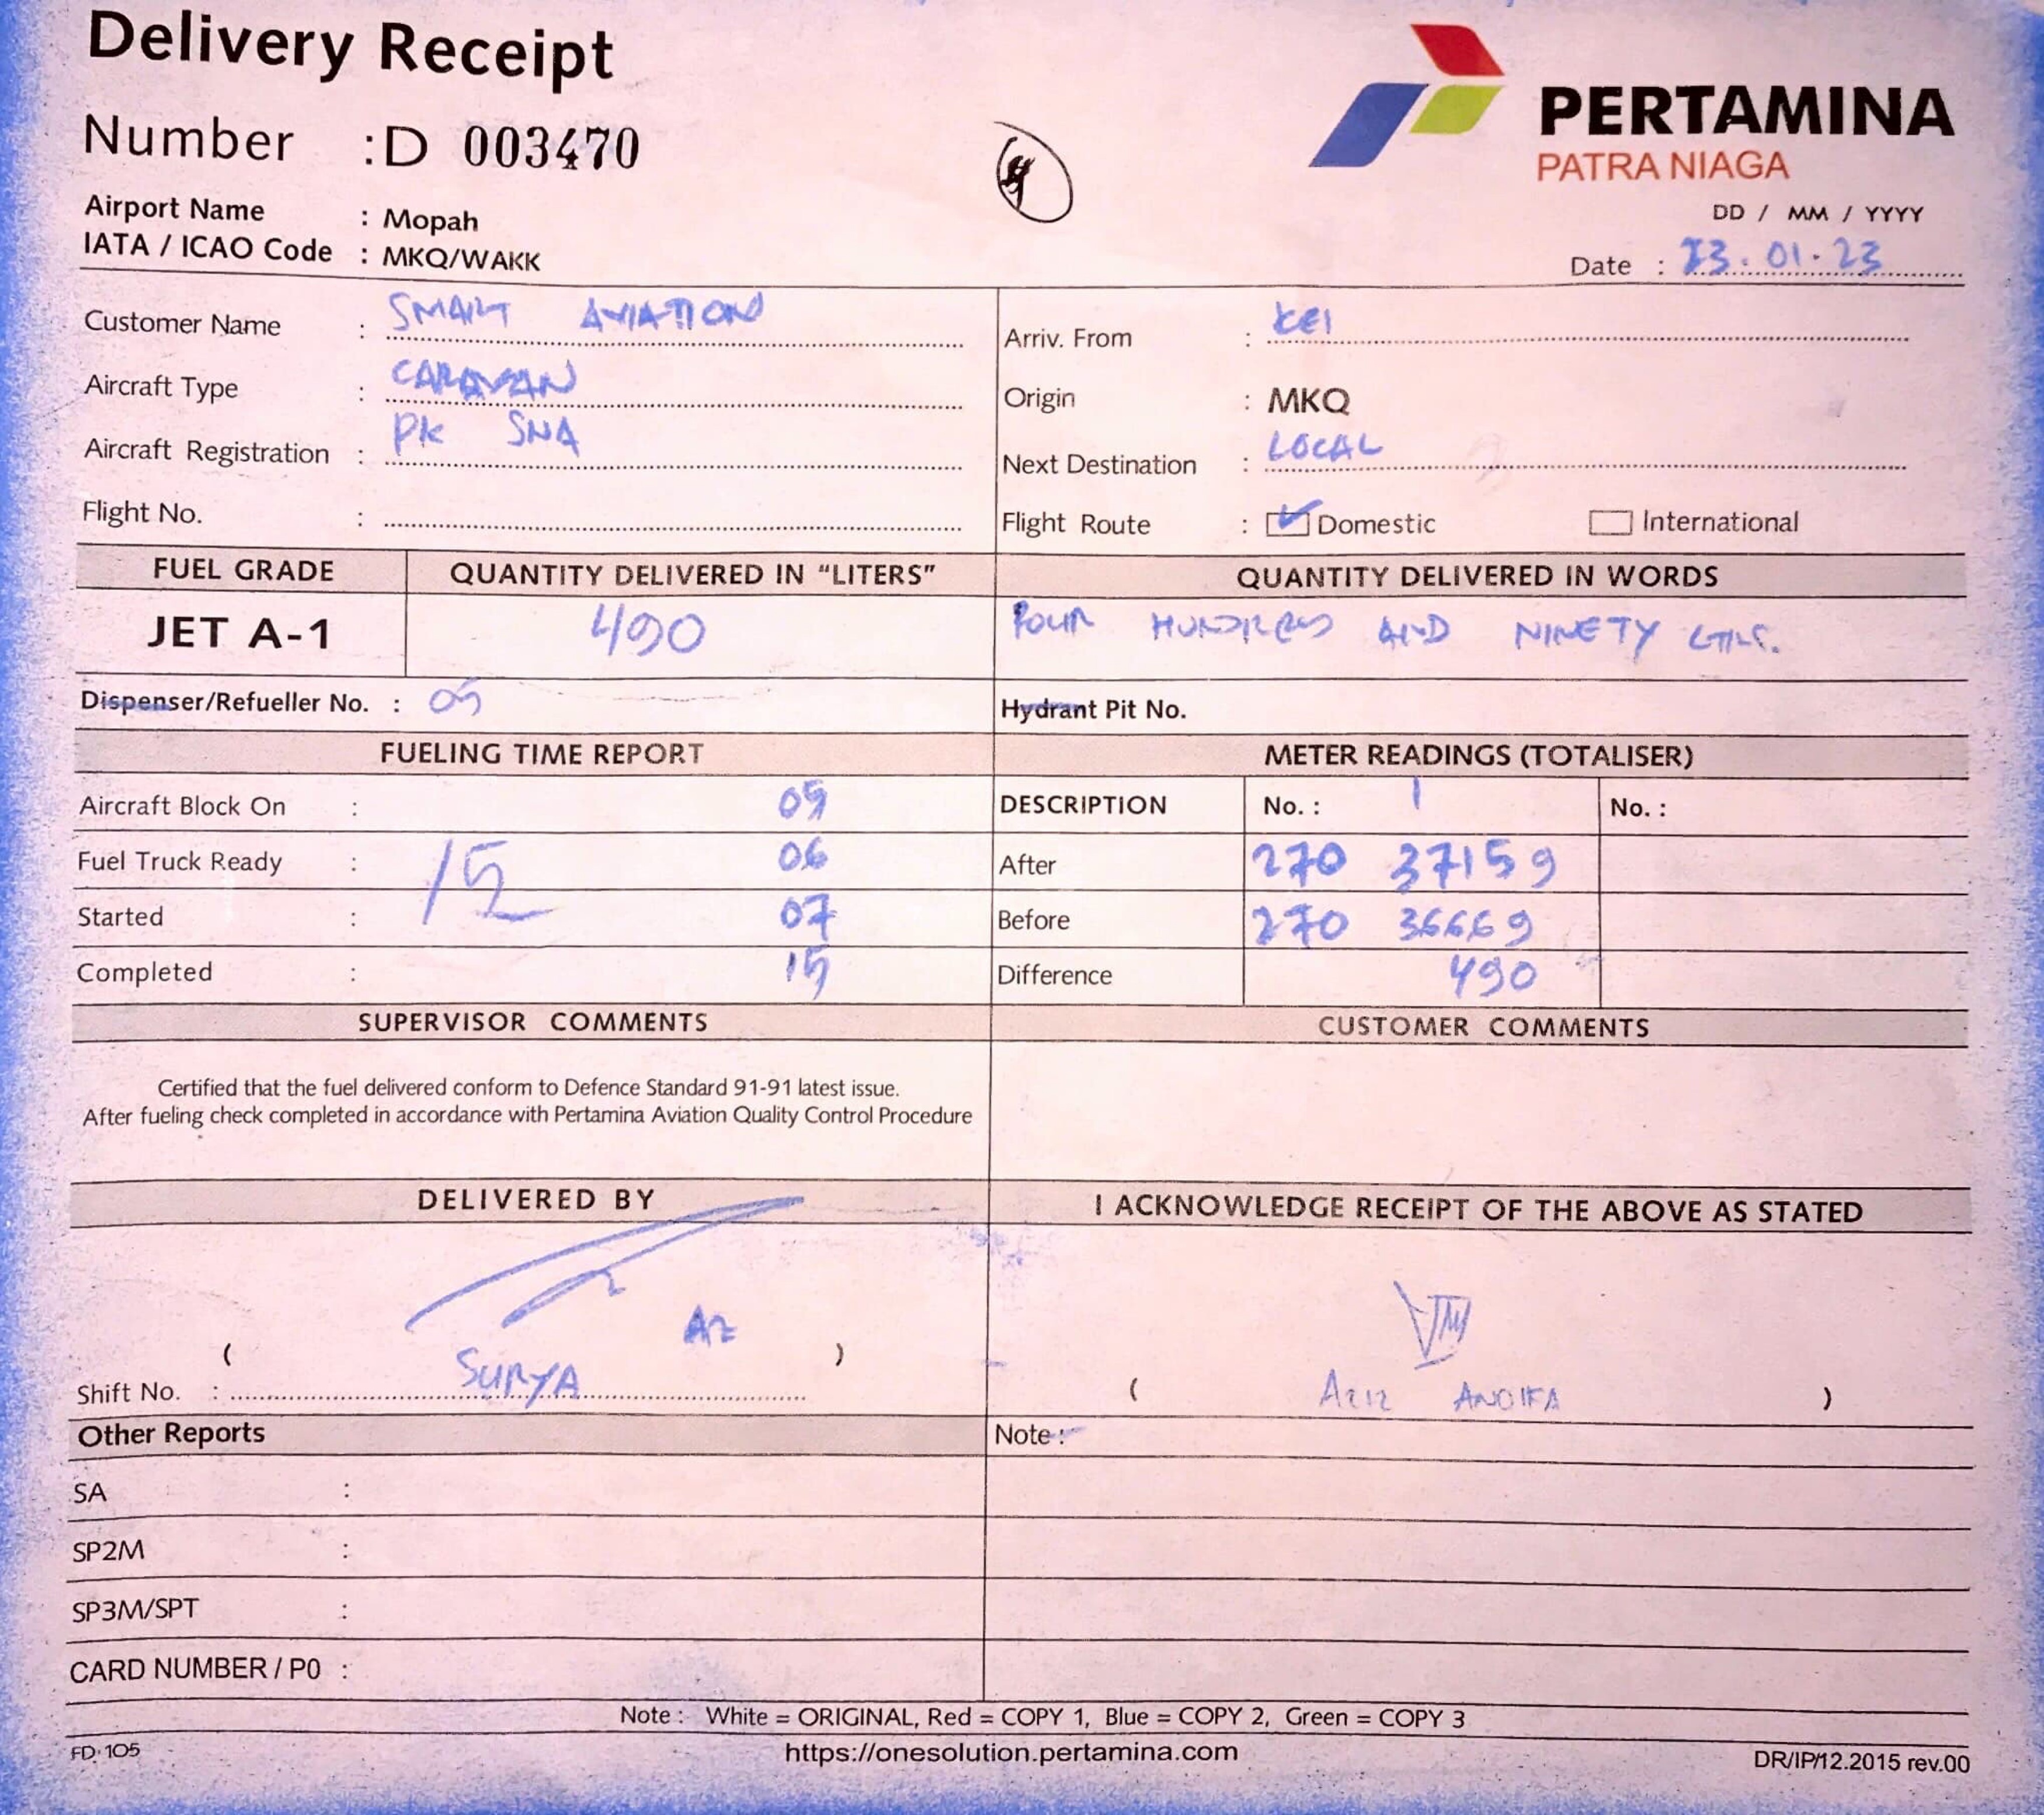 Delivery Receipt
Number : D 003470
PERTAMINA
PATRA NIAGA
Airport Name : Mopah
IATA / ICAO Code : MKQ/WAKK
DD / MM / YYYY
Date : 23.01.23
Customer Name : SMART AVIATION
Aircraft Type : CARAVAN
Aircraft Registration : PK SNA
Flight No. :
Arriv. From : KEI
Origin : MKQ
Next Destination : LOCAL
Flight Route : Domestic International
FUEL GRADE QUANTITY DELIVERED IN “LITERS” QUANTITY DELIVERED IN WORDS
JET A-1 490 FOUR HUNDRED AND NINETY LTRS.
Dispenser/Refueller No. : 05 Hydrant Pit No.
FUELING TIME REPORT METER READINGS (TOTALISER)
Aircraft Block On : 05 DESCRIPTION No. : 1 No. :
Fuel Truck Ready : 15 06 After 270 37159
Started : 07 Before 270 36669
Completed : 15 Difference 490
SUPERVISOR COMMENTS CUSTOMER COMMENTS
Certified that the fuel delivered conform to Defence Standard 91-91 latest issue.
After fueling check completed in accordance with Pertamina Aviation Quality Control Procedure
DELIVERED BY I ACKNOWLEDGE RECEIPT OF THE ABOVE AS STATED
( AZ ) 
Shift No. : SURYA ( AZIZ )
Other Reports Note :
SA :
SP2M :
SP3M/SPT :
CARD NUMBER / PO :
Note : White = ORIGINAL, Red = COPY 1, Blue = COPY 2, Green = COPY 3
FD. 105 https://onesolution.pertamina.com DR/IP/12.2015 rev.00